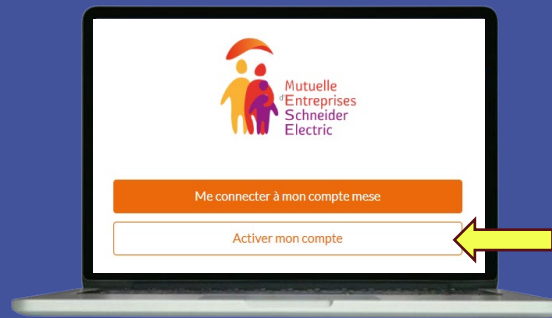 Mutuelle
d'Entreprises
Schneider
Electric
Me connecter à mon compte mese
Activer mon compte